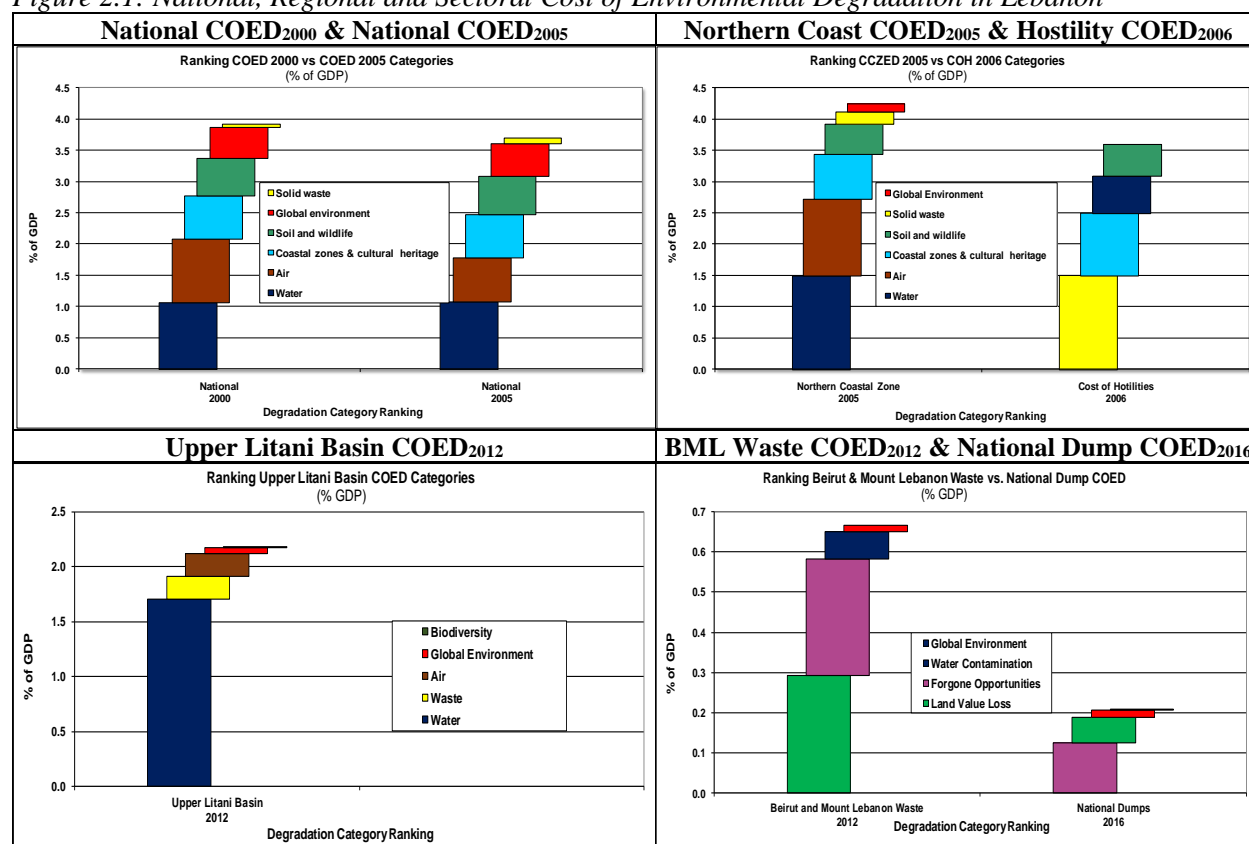 Figure 2.1: National, Regional and Sectoral Cost of Environmental Degradation in Lebanon
National COED2000 & National COED2005
Ranking COED 2000 vs COED 2005 Categories
(% of GDP)
% of GDP
4.5
4.0
3.5
3.0
2.5
2.0
1.5
1.0
0.5
0.0
Solid waste
Global environment
Soil and wildlife
Coastal zones & cultural heritage
Air
Water
National
2000
National
2005
Degradation Category Ranking
Northern Coast COED2005 & Hostility COED2006
Ranking CCZED 2005 vs COH 2006 Categories
(% of GDP)
% of GDP
4.5
4.0
3.5
3.0
2.5
2.0
1.5
1.0
0.5
0.0
Global Environment
Solid waste
Soil and wildlife
Coastal zones & cultural heritage
Air
Water
Northern Coastal Zone
2005
Cost of Hotilities
2006
Degradation Category Ranking
Upper Litani Basin COED2012
Ranking Upper Litani Basin COED Categories
(% GDP)
% of GDP
2.5
2.0
1.5
1.0
0.5
0.0
Biodiversity
Global Environment
Air
Waste
Water
Upper Litani Basin
2012
Degradation Category Ranking
BML Waste COED2012 & National Dump COED2016
Ranking Beirut & Mount Lebanon Waste vs. National Dump COED
(% GDP)
% of GDP
0.7
0.6
0.5
0.4
0.3
0.2
0.1
0.0
Global Environment
Water Contamination
Forgone Opportunities
Land Value Loss
Beirut and Mount Lebanon Waste
2012
National Dumps
2016
Degradation Category Ranking